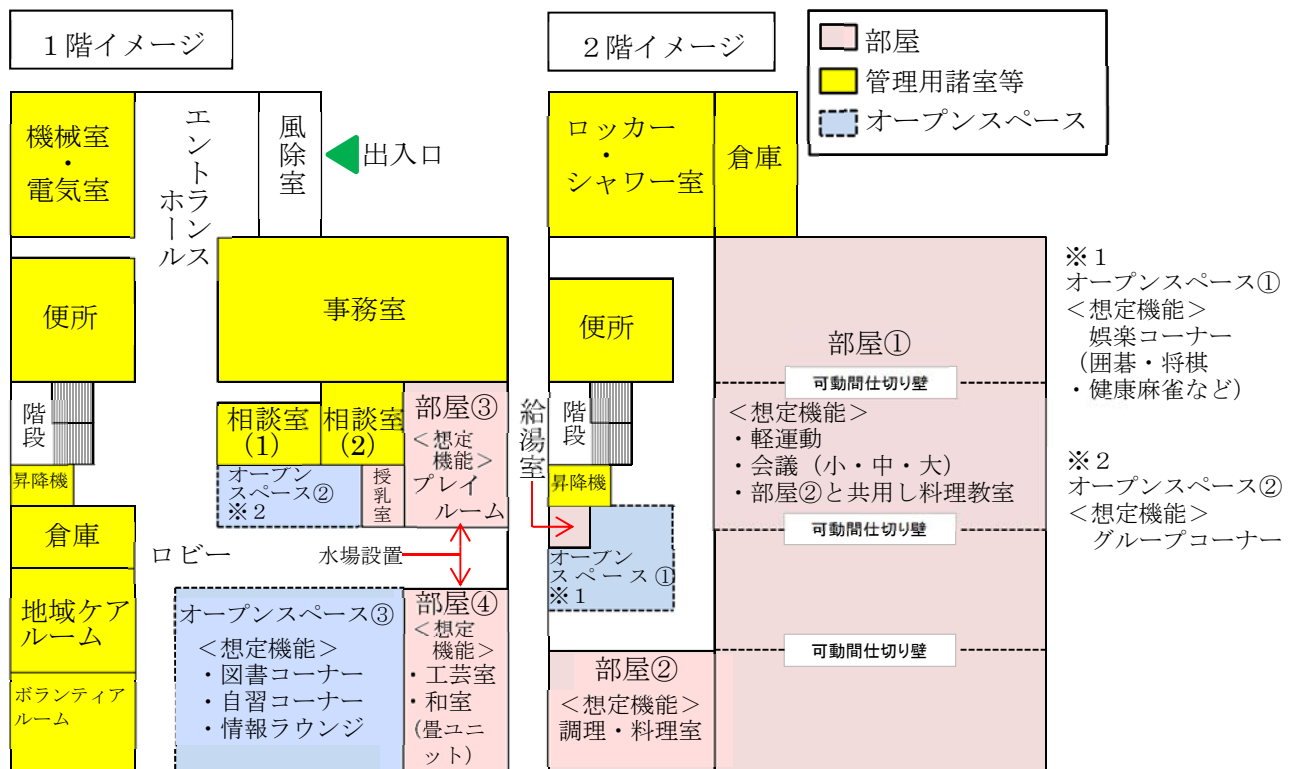 1階イメージ
機械室
・
電気室
エントランス
ホール
風除室
出入口
便所
事務室
階段
昇降機
相談室
(1)
相談室
(2)
部屋③
<想定
機能>
プレイ
ルーム
オープン
スペース②
※2
授乳室
倉庫
ロビー
水場設置
地域ケア
ルーム
ボランティア
ルーム
オープンスペース③
<想定機能>
・図書コーナー
・自習コーナー
・情報ラウンジ
部屋④
<想定
機能>
・工芸室
・和室
(畳ユニ
ット)
2階イメージ
ロッカー
・
シャワー室
倉庫
便所
給湯室
階段
昇降機
オープン
スペース①
※1
部屋①
可動間仕切り壁
<想定機能>
・軽運動
・会議(小・中・大)
・部屋②と共用し料理教室
可動間仕切り壁
可動間仕切り壁
部屋②
<想定機能>
調理・料理室
部屋
管理用諸室等
オープンスペース
※1
オープンスペース①
<想定機能>
娯楽コーナー
(囲碁・将棋
・健康麻雀など)
※2
オープンスペース②
<想定機能>
グループコーナー